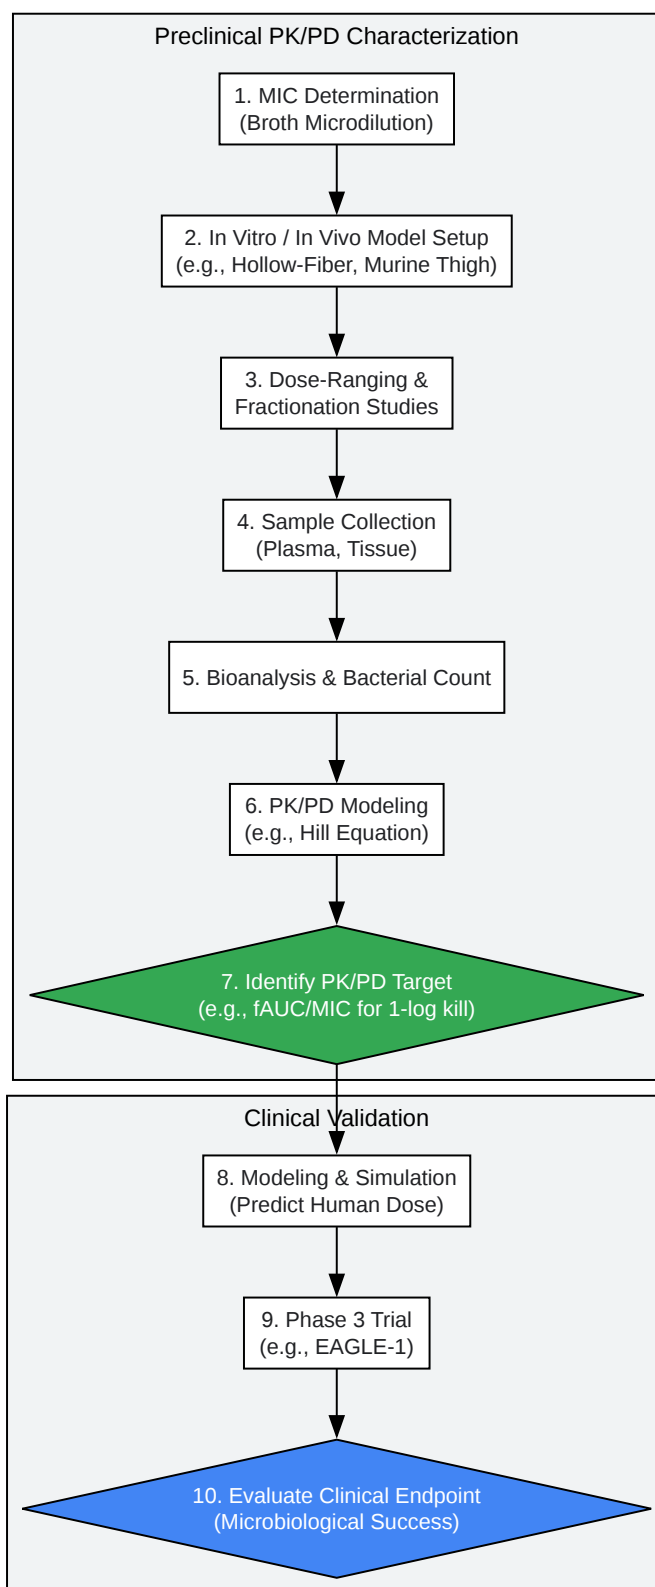 Preclinical PK/PD Characterization
1. MIC Determination
(Broth Microdilution)
2. In Vitro / In Vivo Model Setup
(e.g., Hollow-Fiber, Murine Thigh)
3. Dose-Ranging &
Fractionation Studies
4. Sample Collection
(Plasma, Tissue)
5. Bioanalysis & Bacterial Count
6. PK/PD Modeling
(e.g., Hill Equation)
7. Identify PK/PD Target
(e.g., fAUC/MIC for 1-log kill)
Clinical Validation
8. Modeling & Simulation
(Predict Human Dose)
9. Phase 3 Trial
(e.g., EAGLE-1)
10. Evaluate Clinical Endpoint
(Microbiological Success)